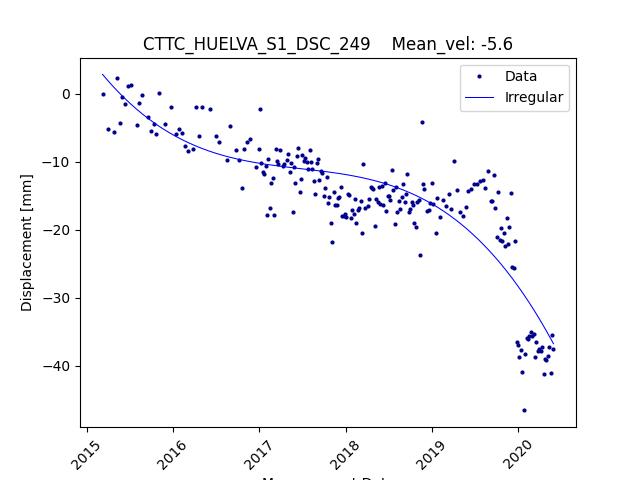 CTTC_HUELVA_S1_DSC_249 Mean_vel: -5.6
Data
Irregular
Displacement [mm]
0
−10
−20
−30
−40
2015
2016
2017
2018
2019
2020